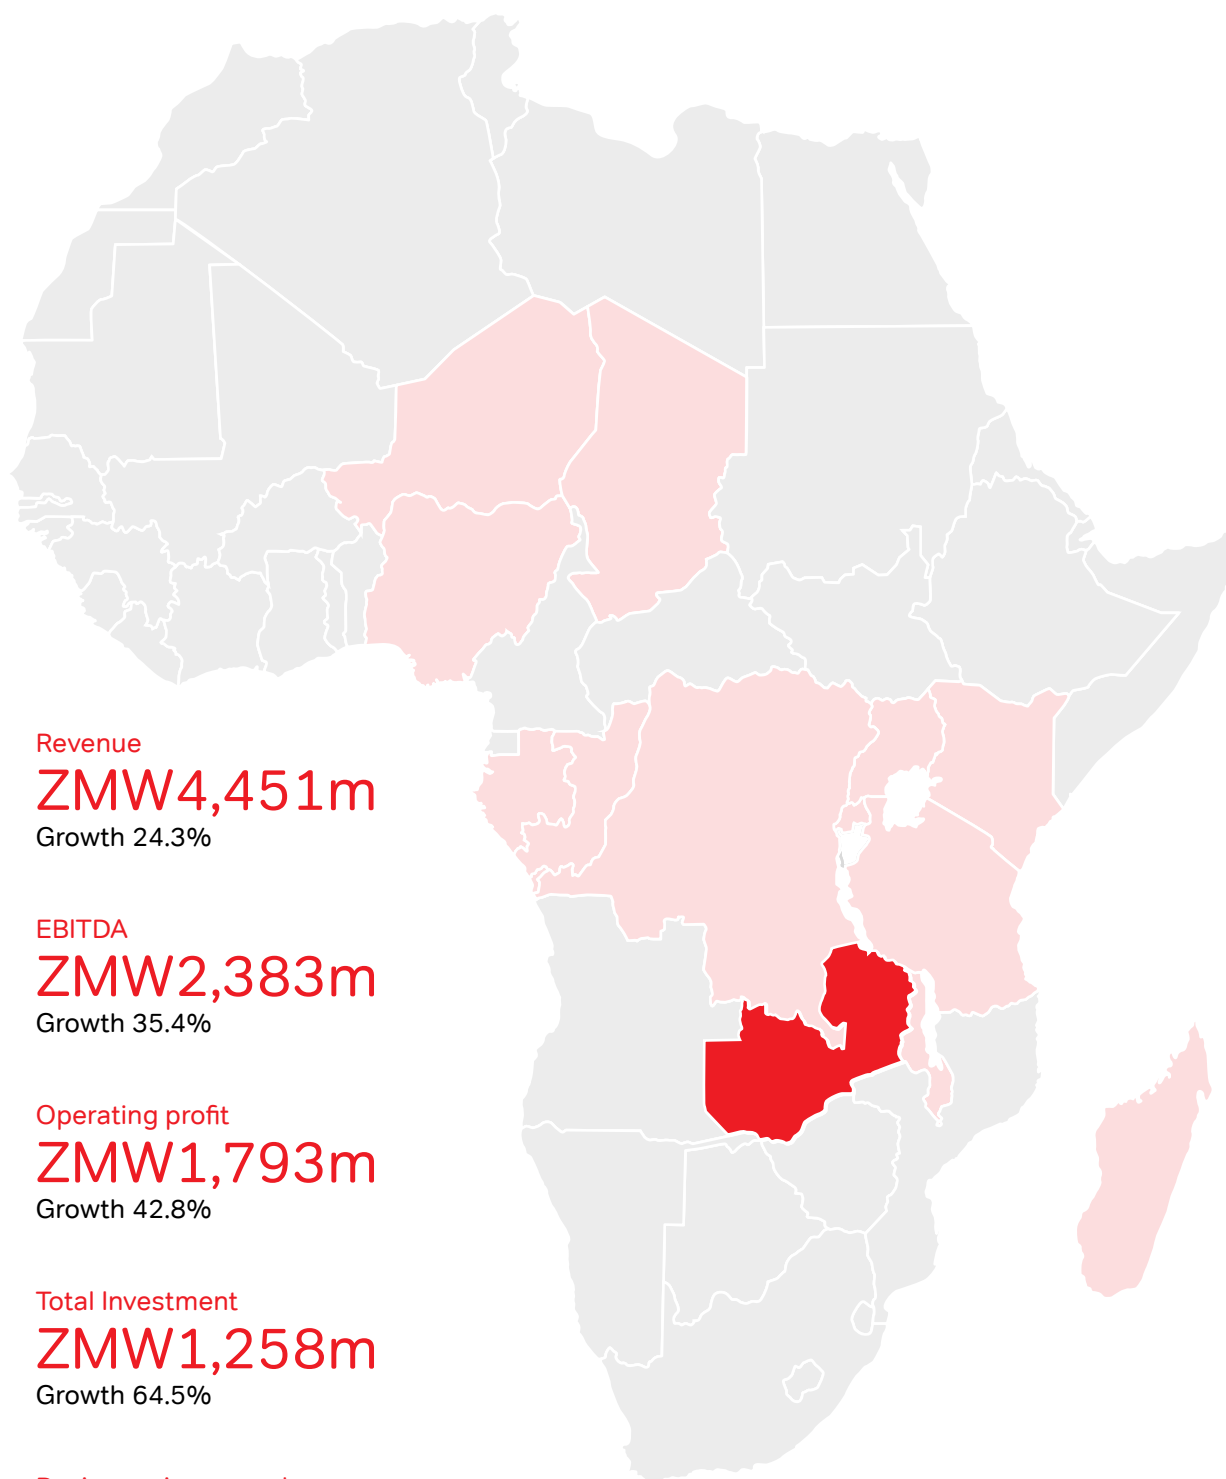 Revenue
ZMW4,451m
Growth 24.3%
EBITDA
ZMW2,383m
Growth 35.4%
Operating profit
ZMW1,793m
Growth 42.8%
Total Investment
ZMW1,258m
Growth 64.5%